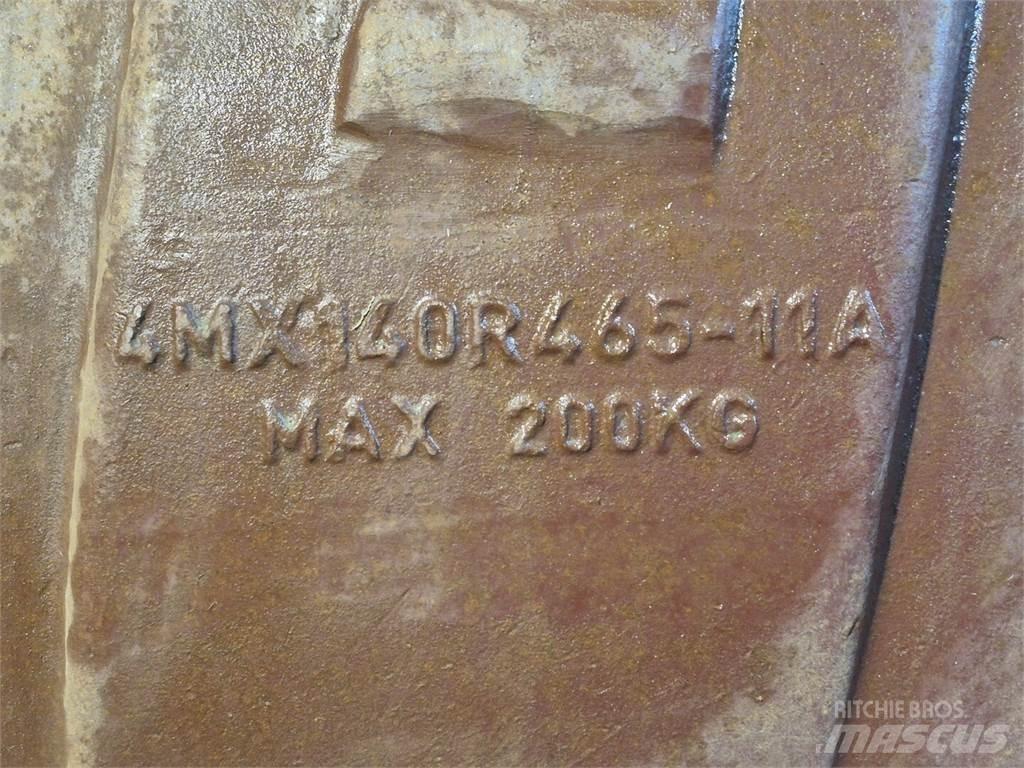 4MX140R465-11A
MAX 200KG
RITCHIE BROS.
MASCUS